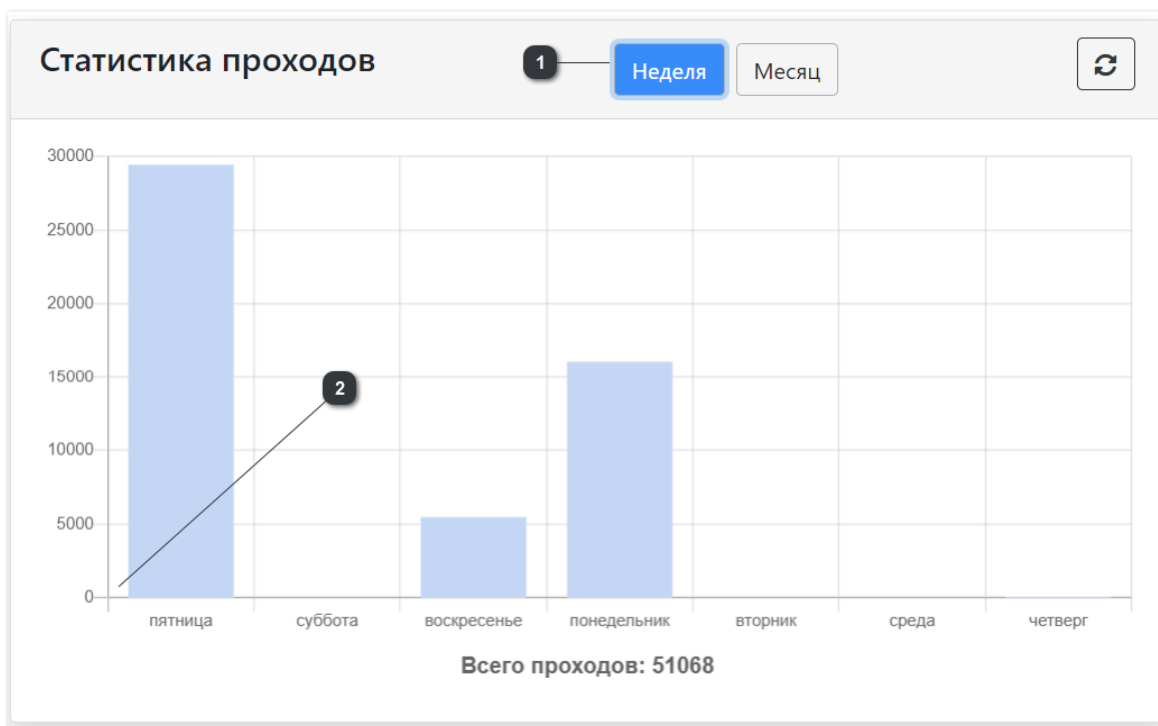 Статистика проходов
1
Неделя
Месяц
30000
25000
20000
15000
2
10000
5000
0
пятница суббота воскресенье понедельник вторник среда четверг
Всего проходов: 51068